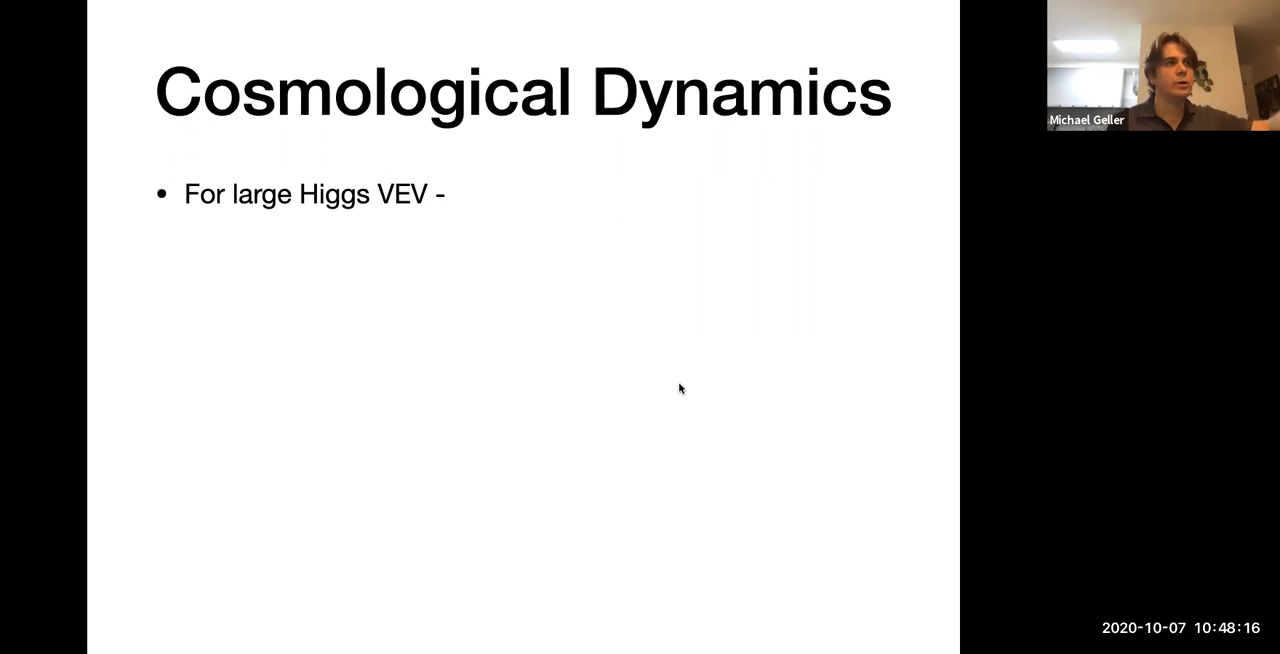 Cosmological Dynamics
• For large Higgs VEV -
Michael Geller
2020-10-07 10:48:16